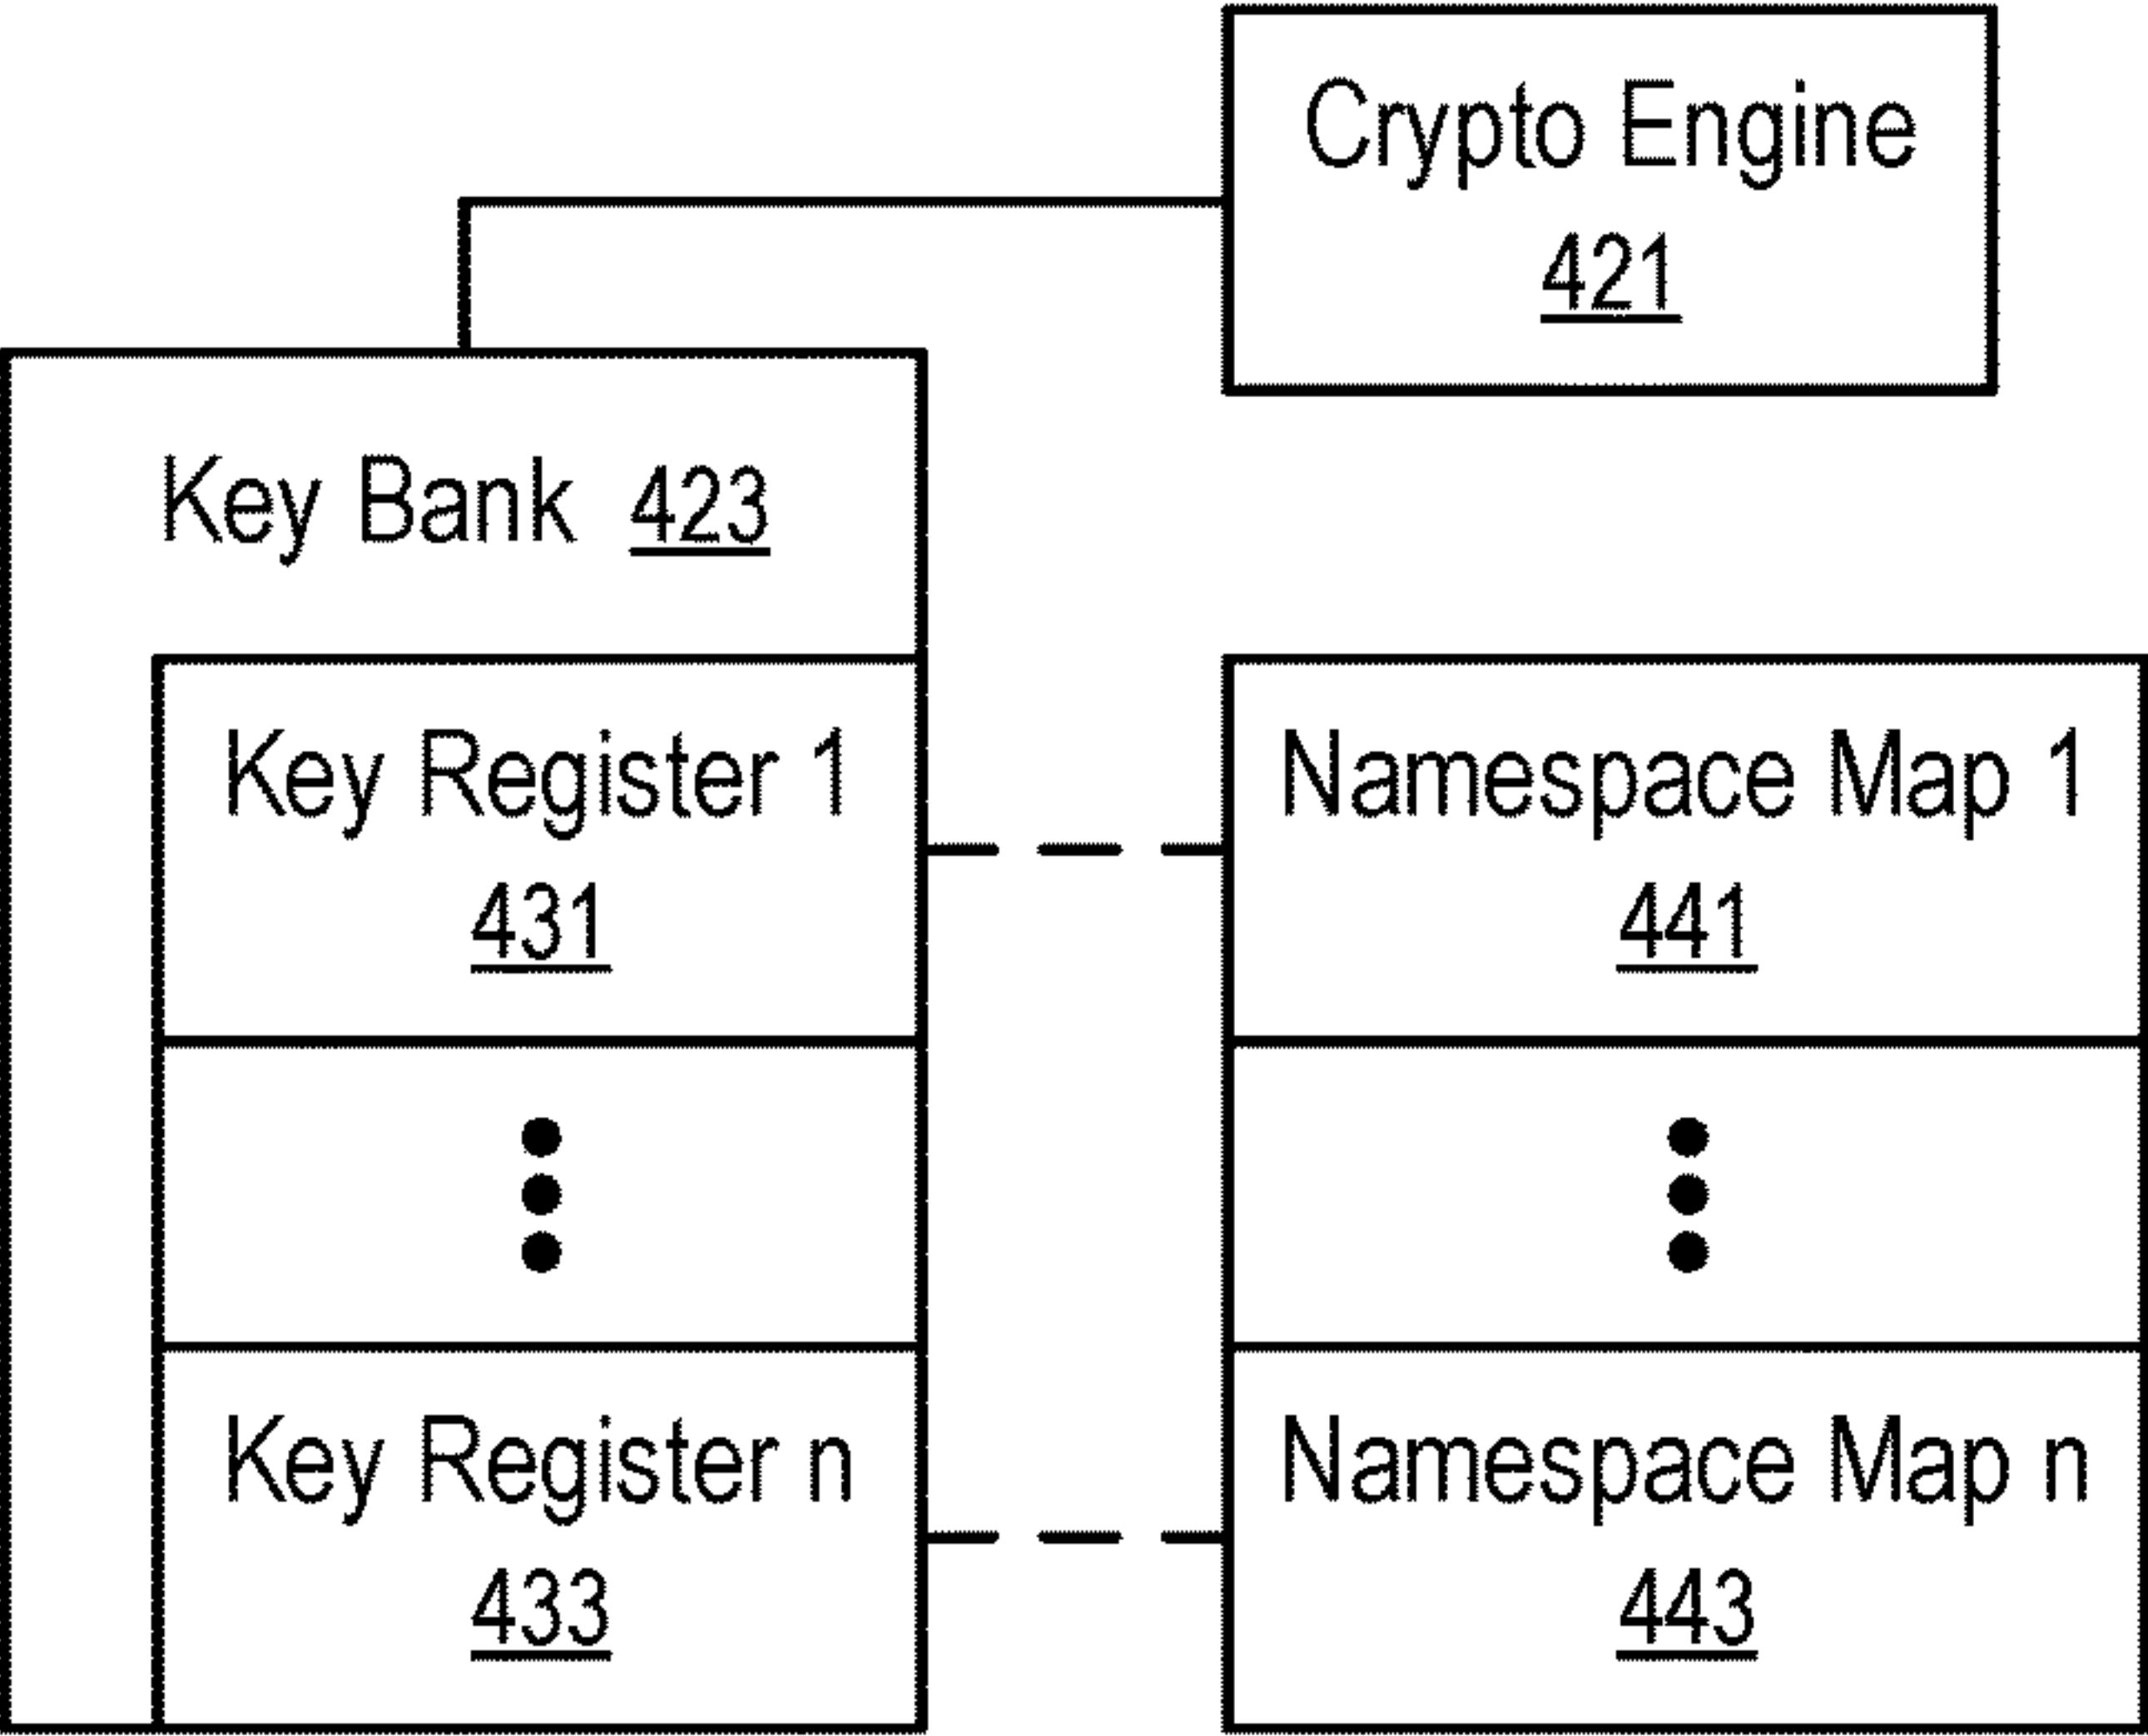 Crypto Engine
421
Key Bank 423
Key Register 1
431
Namespace Map 1
441
Key Register n
433
Namespace Map n
443